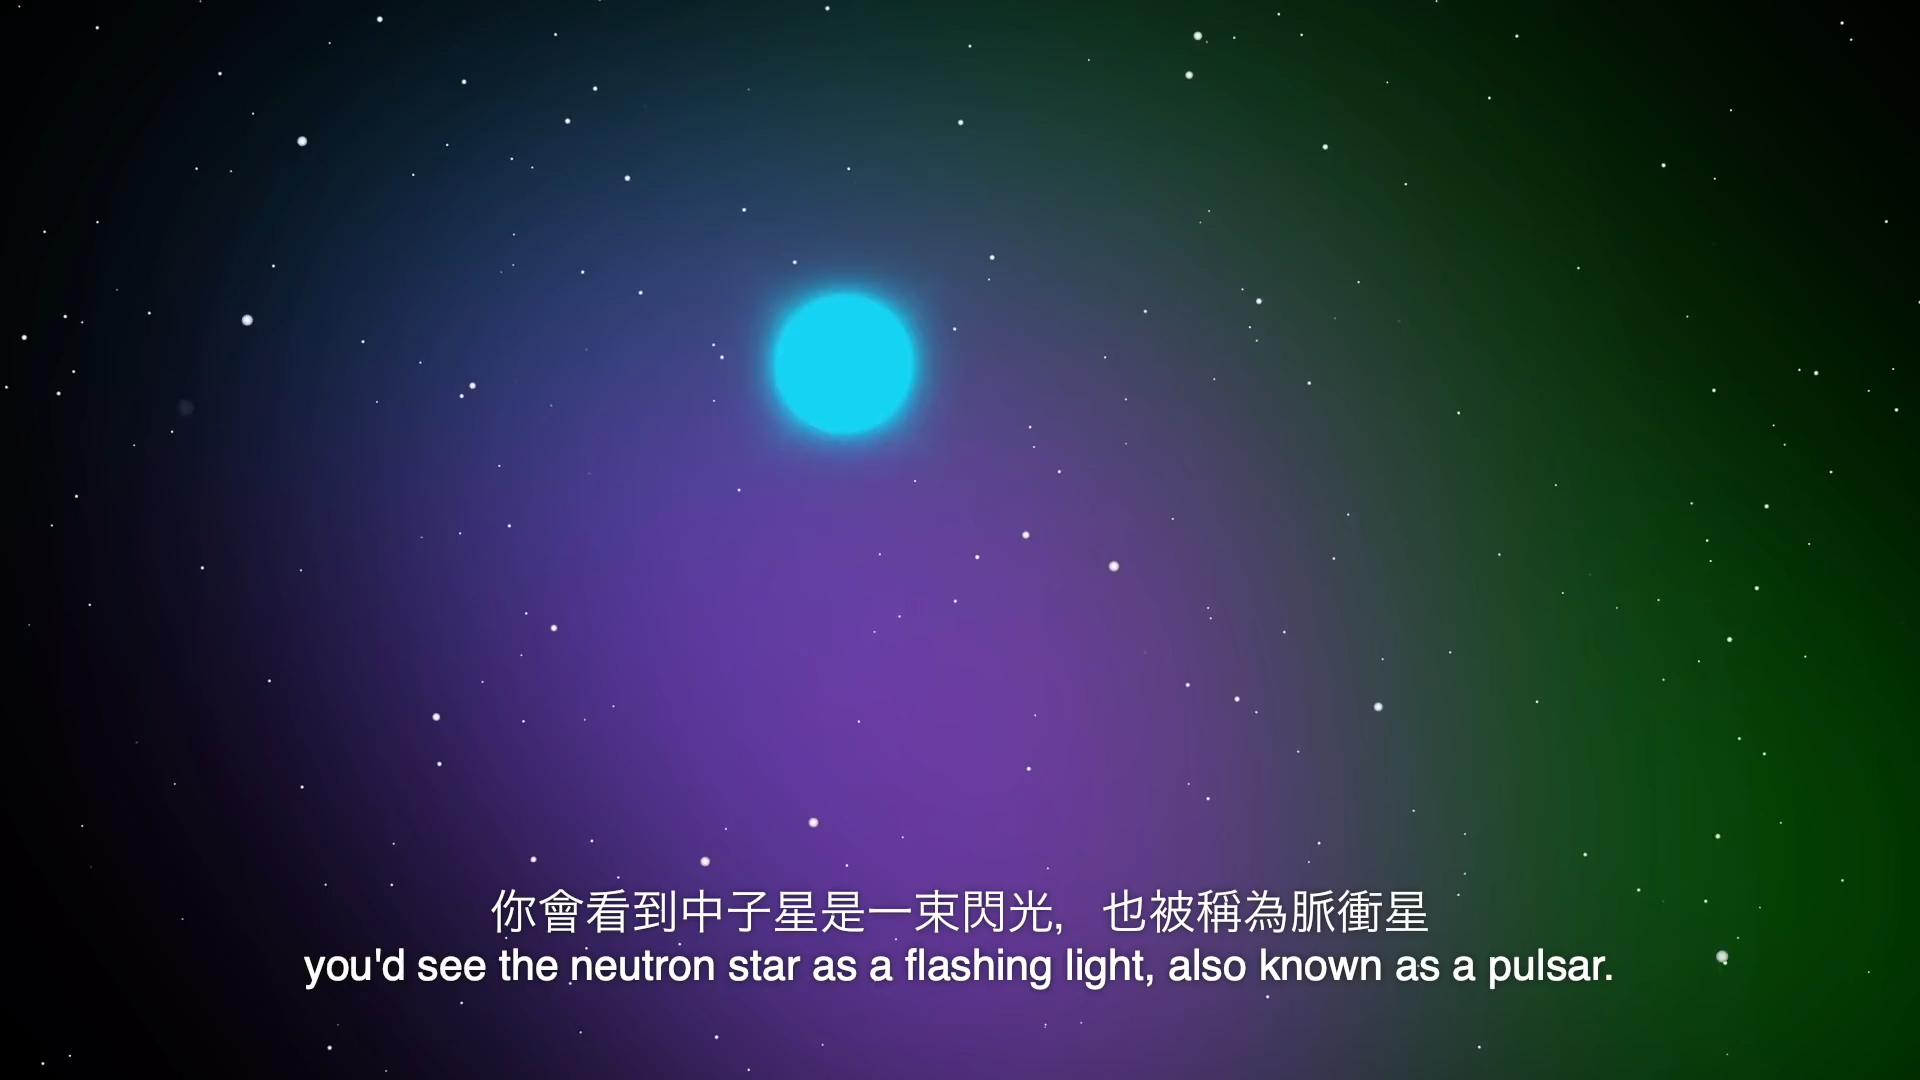 你會看到中子星是一束閃光，也被稱為脈衝星
you'd see the neutron star as a flashing light, also known as a pulsar.